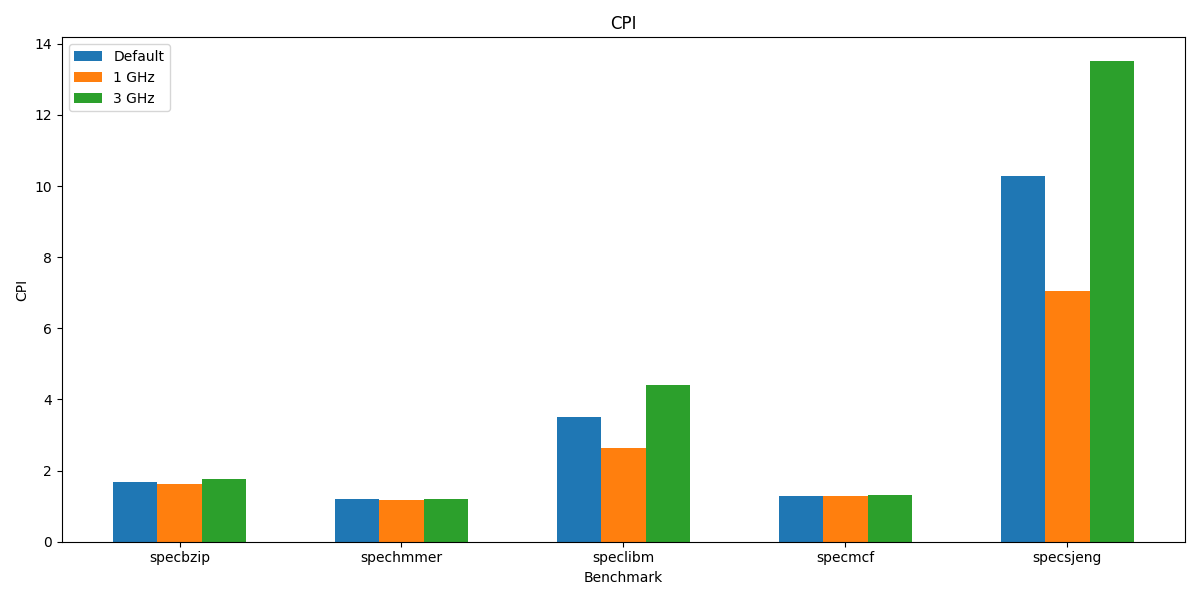 CPI
Default
1 GHz
3 GHz
14
12
10
8
6
4
2
0
CPI
specbzip
spechmmer
speclibm
specmcf
specsjeng
Benchmark